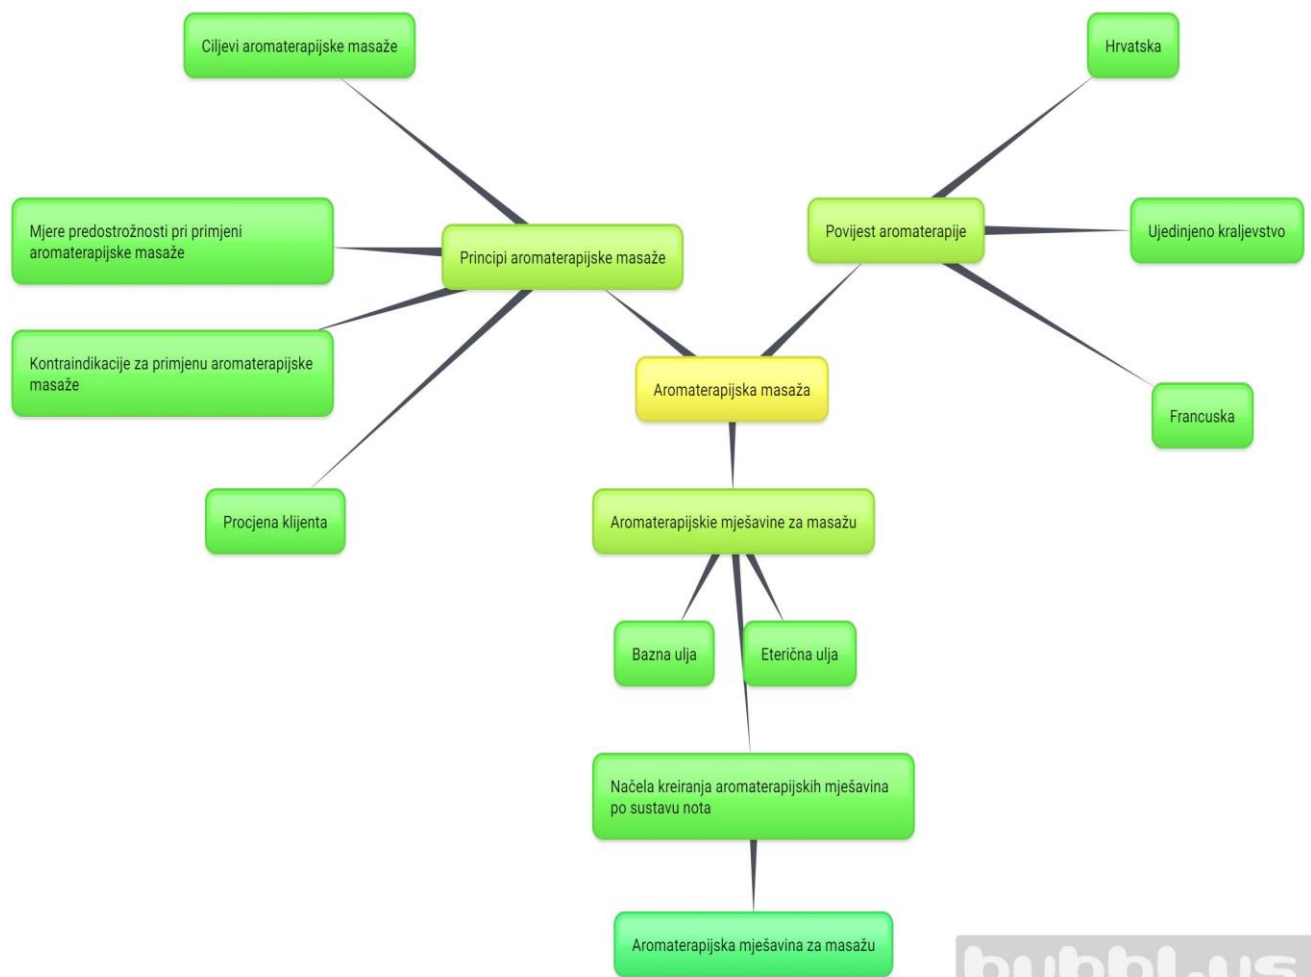 Ciljevi aromaterapijske masaže
Hrvatska
Mjere predostrožnosti pri primjeni
aromaterapijske masaže
Principi aromaterapijske masaže
Povijest aromaterapije
Ujedinjeno kraljevstvo
Kontraindikacije za primjenu aromaterapijske
masaže
Aromaterapijska masaža
Francuska
Procjena klijenta
Aromaterapijskie mješavine za masažu
Bazna ulja
Eterična ulja
Načela kreiranja aromaterapijskih mješavina
po sustavu nota
Aromaterapijska mješavina za masažu
bubbl.us